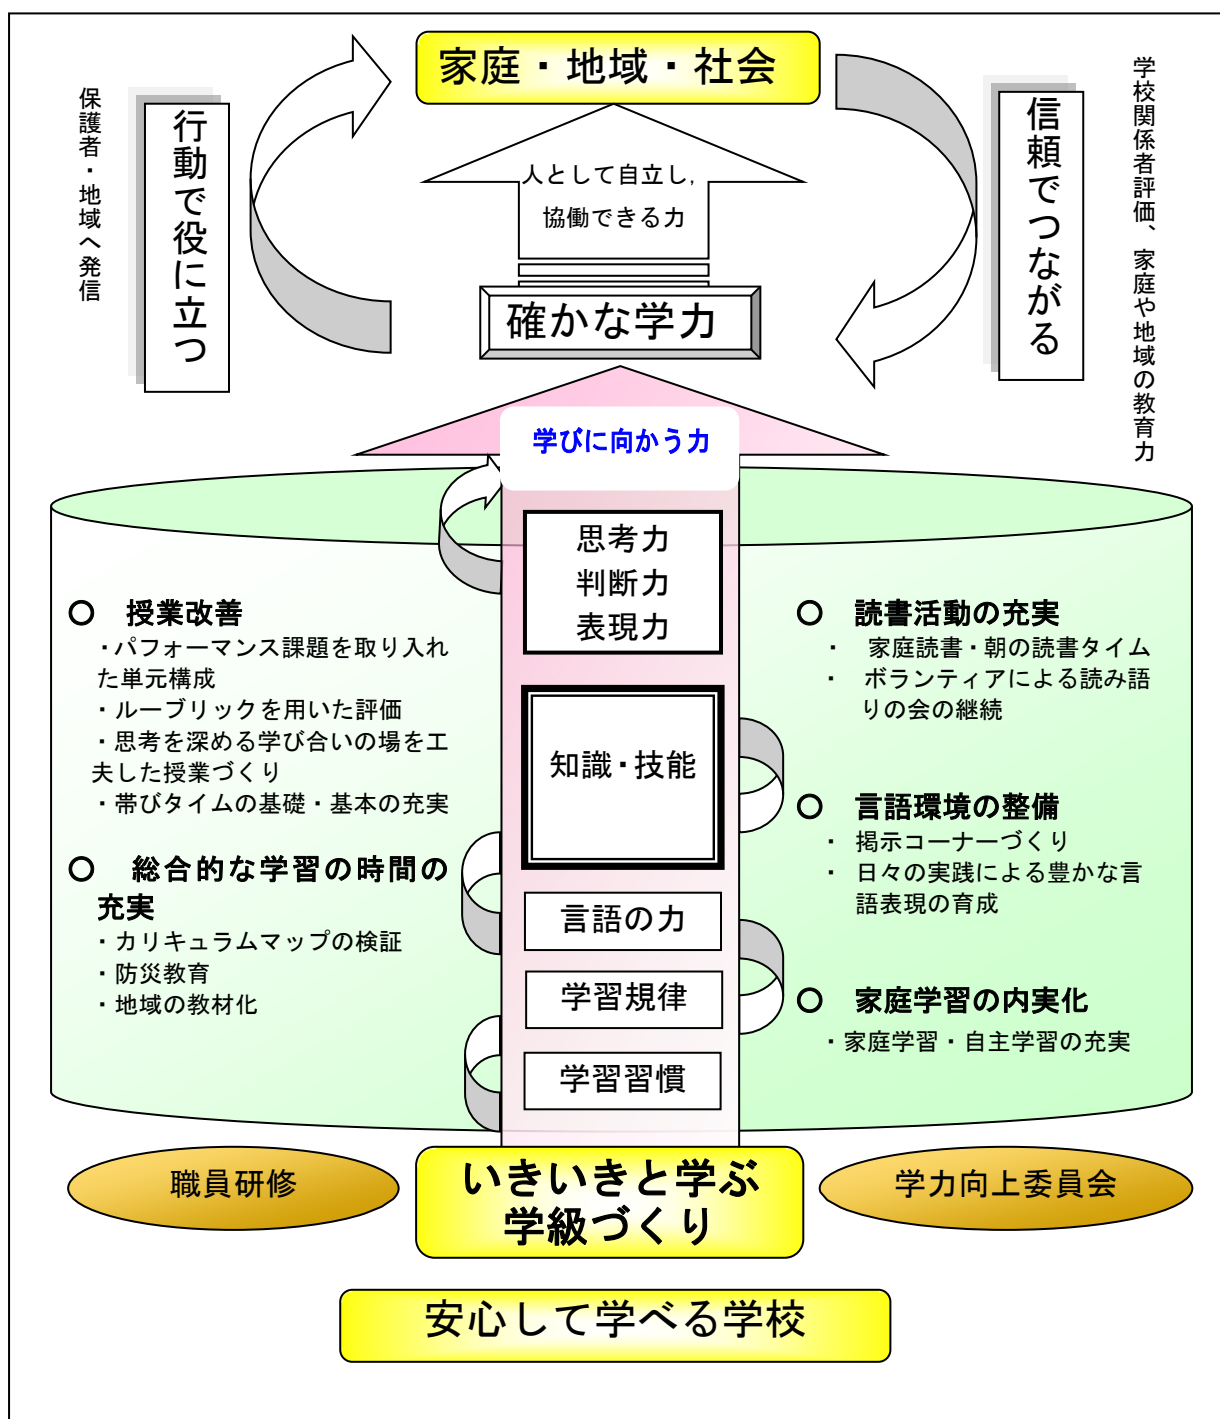 家庭・地域・社会
保護者・地域へ発信
行動で役に立つ
人として自立し,
協働できる力
信頼でつながる
学校関係者評価、家庭や地域の教育力
確かな学力
学びに向かう力
思考力
判断力
表現力
知識・技能
言語の力
学習規律
学習習慣
○ 授業改善
・パフォーマンス課題を取り入れ
た単元構成
・ルーブリックを用いた評価
・思考を深める学び合いの場を工
夫した授業づくり
・帯びタイムの基礎・基本の充実
○ 総合的な学習の時間の
充実
・カリキュラムマップの検証
・防災教育
・地域の教材化
○ 読書活動の充実
・ 家庭読書・朝の読書タイム
・ ボランティアによる読み語
りの会の継続
○ 言語環境の整備
・ 掲示コーナーづくり
・ 日々の実践による豊かな言
語表現の育成
○ 家庭学習の内実化
・家庭学習・自主学習の充実
職員研修
いきいきと学ぶ
学級づくり
学力向上委員会
安心して学べる学校